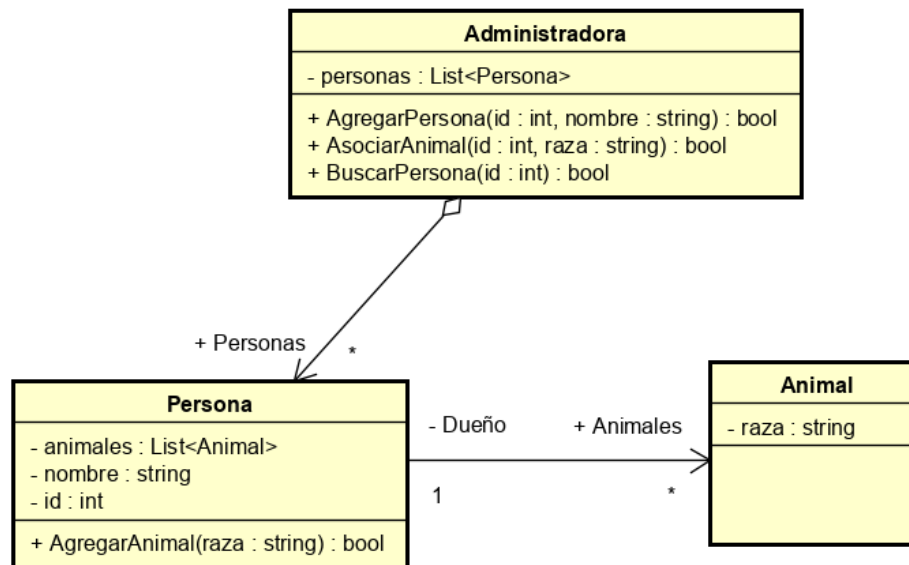 Administradora
- personas : List<Persona>
+ AgregarPersona(id : int, nombre : string) : bool
+ AsociarAnimal(id : int, raza : string) : bool
+ BuscarPersona(id : int) : bool
+ Personas
*
Persona
- animales : List<Animal>
- nombre : string
- id : int
+ AgregarAnimal(raza : string) : bool
- Dueño
+ Animales
1
*
Animal
- raza : string